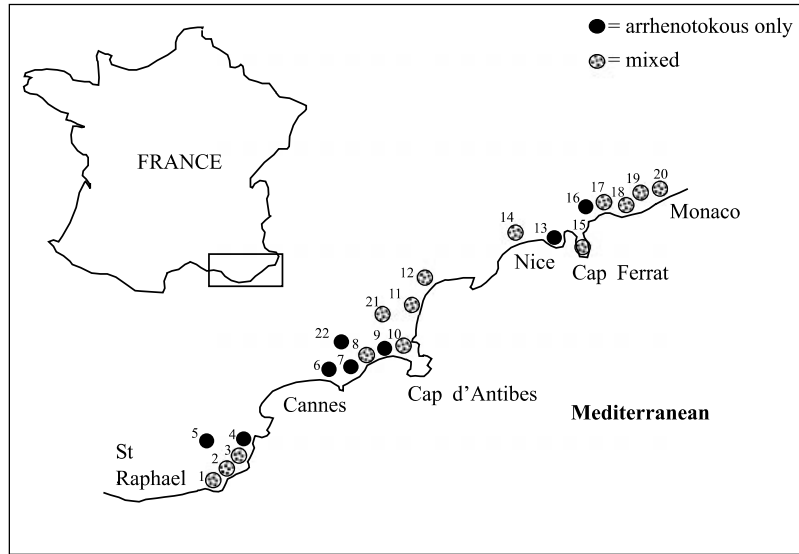 = arrhenotokous only
= mixed
FRANCE
20
19
18
17
16
15
14
13
Monaco
Nice
Cap Ferrat
12
11
21
10
9
8
22
7
6
Cannes
Cap d'Antibes
Mediterranean
5
4
3
2
1
St
Raphael